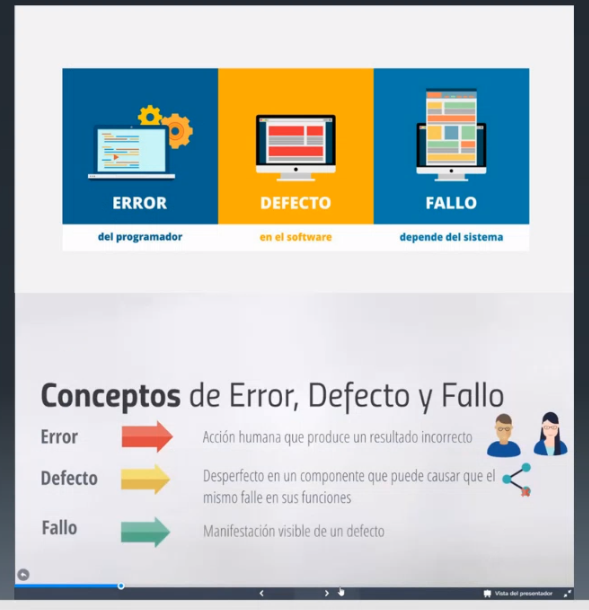 ERROR
DEFECTO
FALLO
del programador
en el software
depende del sistema
Conceptos de Error, Defecto y Fallo
Error
Acción humana que produce un resultado incorrecto
Defecto
Desperfecto en un componente que puede causar que el
mismo falle en sus funciones
Fallo
Manifestación visible de un defecto
Vista del presentador